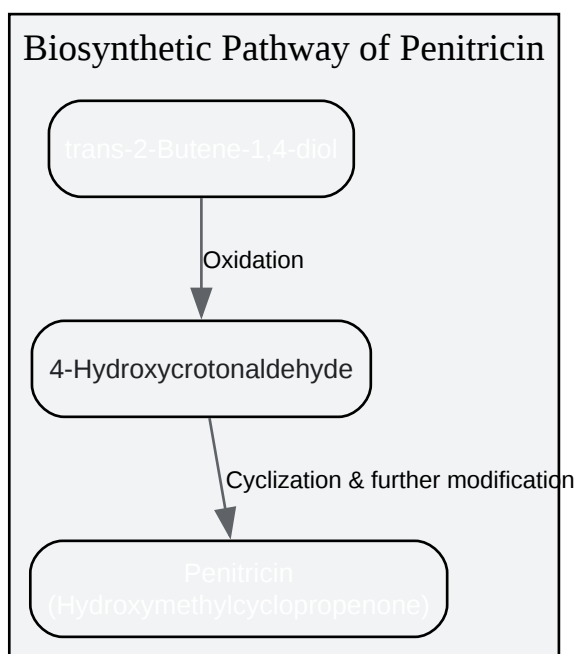 Biosynthetic Pathway of Penitricin
trans-2-Butene-1,4-diol
Oxidation
4-Hydroxycrotonaldehyde
Cyclization & further modification
Penitricin
(Hydroxymethylcyclopropenone)